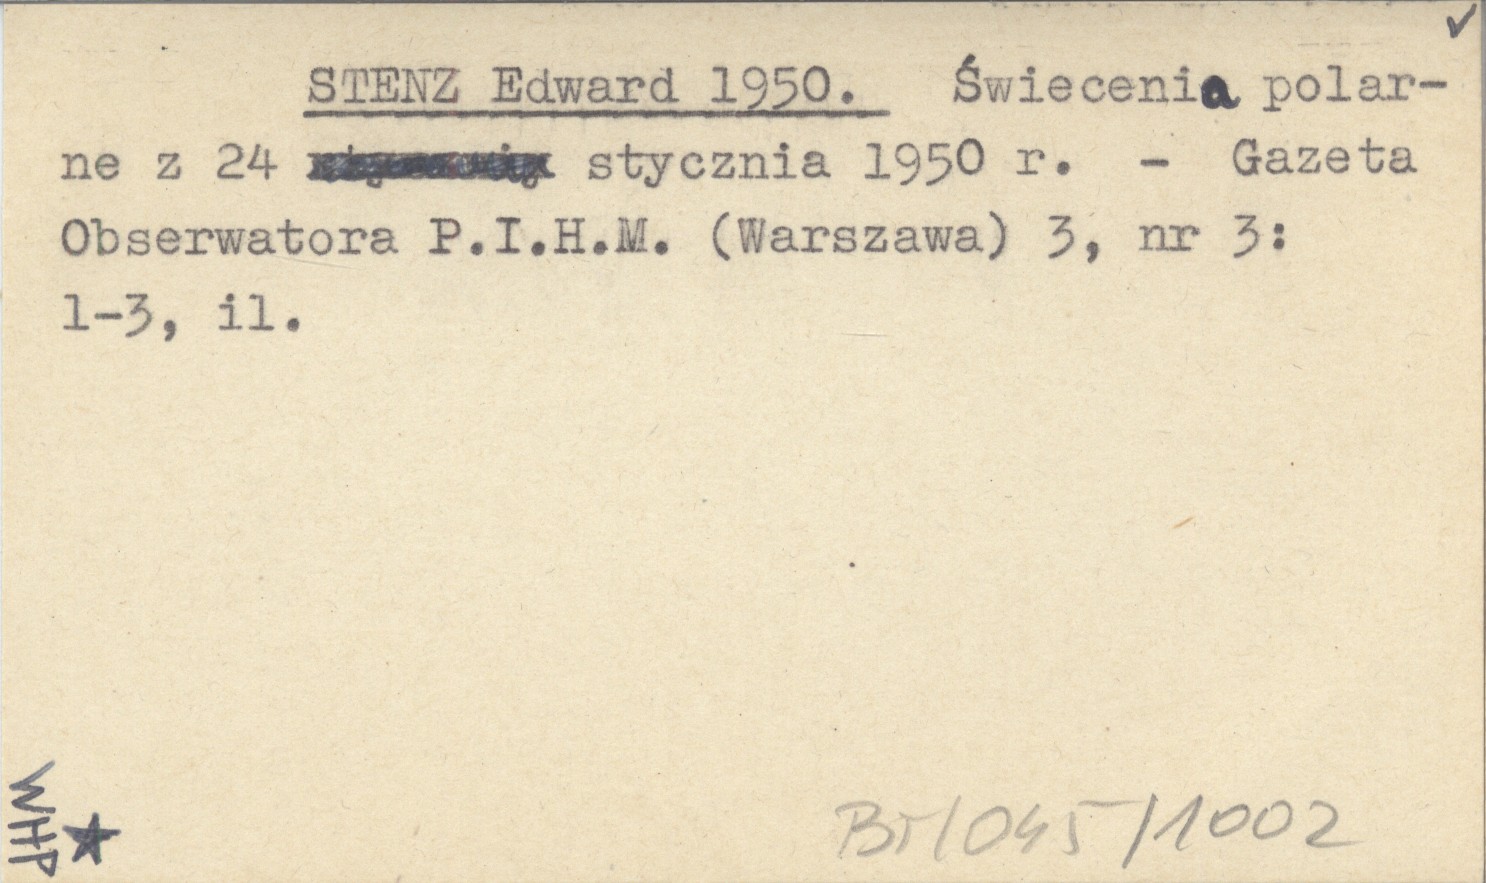 STENZ Edward 1950. Świecenia polar-
ne z 24 stycznia 1950 r. - Gazeta
Obserwatora P.I.H.M. (Warszawa) 3, nr 3:
1-3, il.
WHP
Br/045/1002